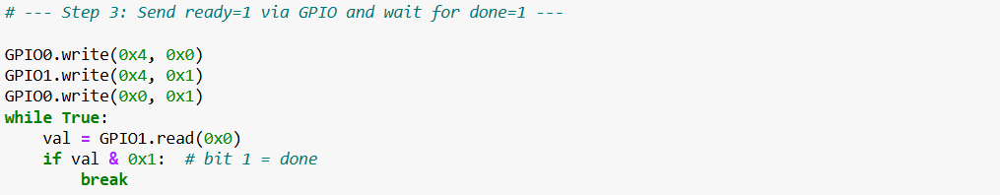 # --- Step 3: Send ready=1 via GPIO and wait for done=1 ---
GPIO0.write(0x4, 0x0)
GPIO1.write(0x4, 0x1)
GPIO0.write(0x0, 0x1)
while True:
    val = GPIO1.read(0x0)
    if val & 0x1:  # bit 1 = done
        break